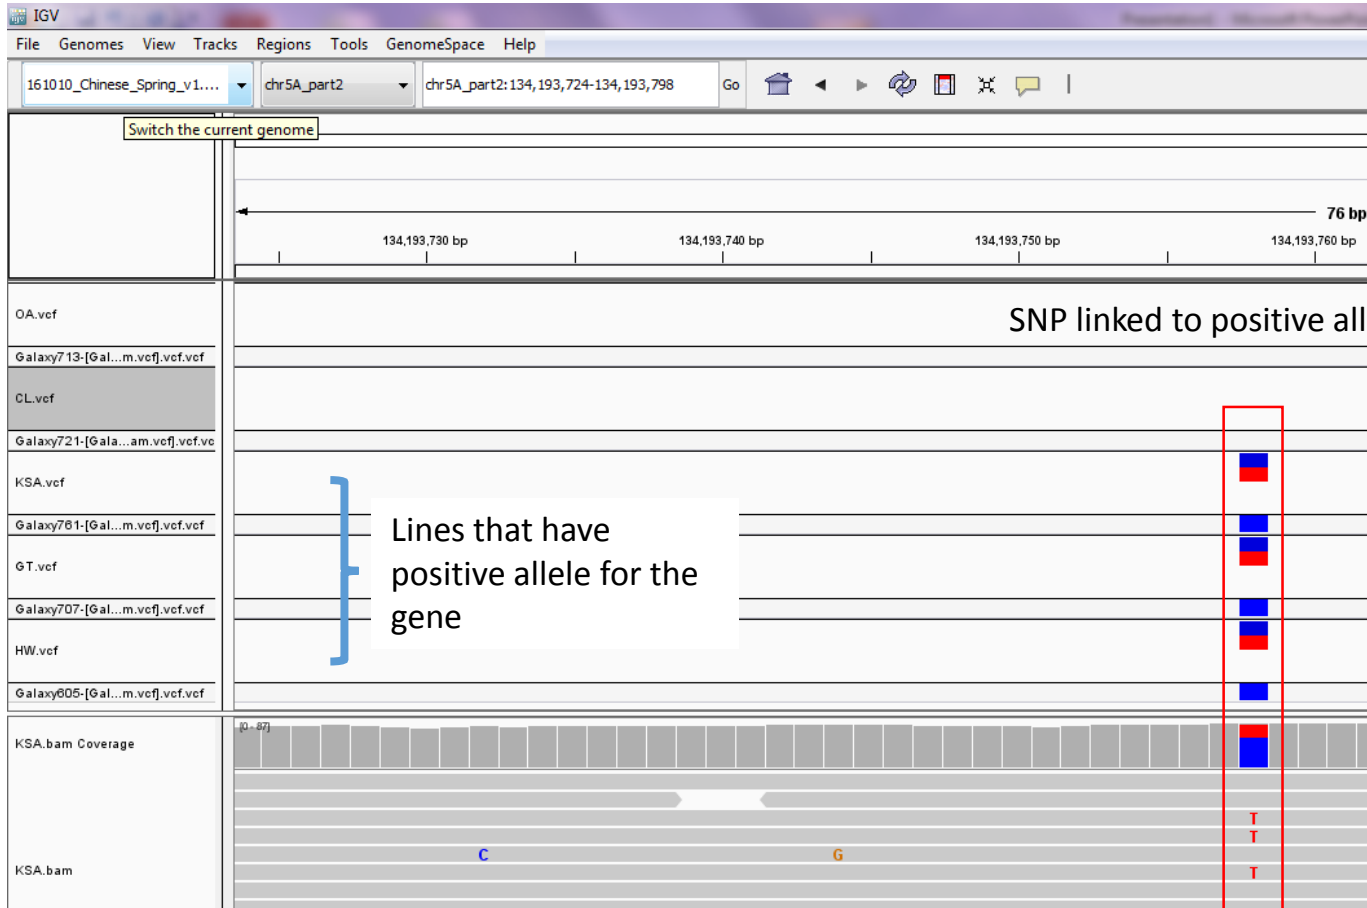 IGV
File Genomes View Tracks Regions Tools GenomeSpace Help
161010_Chinese_Spring_v1.... chr5A_part2 chr5A_part2:134,193,724-134,193,798 Go
Switch the current genome
76 bp
134,193,730 bp 134,193,740 bp 134,193,750 bp 134,193,760 bp
OA.vcf
SNP linked to positive all
Galaxy713-[Gal...m.vcf].vcf.vcf
CL.vcf
Galaxy721-[Gala...am.vcf].vcf.vc
KSA.vcf
Galaxy761-[Gal...m.vcf].vcf.vcf
Lines that have
positive allele for the
gene
GT.vcf
Galaxy707-[Gal...m.vcf].vcf.vcf
HW.vcf
Galaxy605-[Gal...m.vcf].vcf.vcf
KSA.bam Coverage
[0 - 87]
T
T
C G
KSA.bam
T